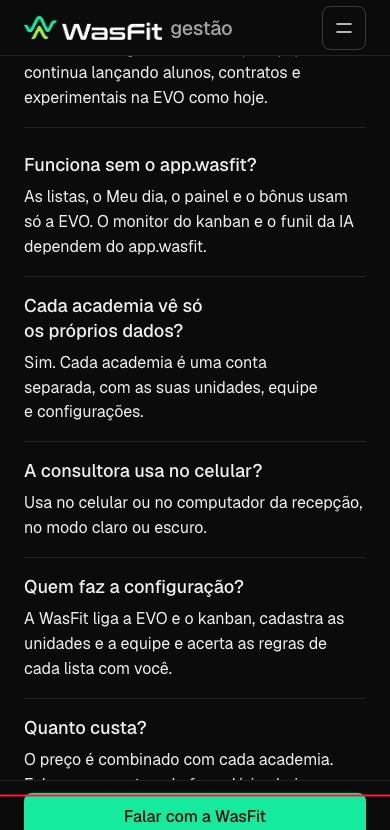 WasFit gestão
continua lançando alunos, contratos e
experimentais na EVO como hoje.
Funciona sem o app.wasfit?
As listas, o Meu dia, o painel e o bônus usam
só a EVO. O monitor do kanban e o funil da IA
dependem do app.wasfit.
Cada academia vê só
os próprios dados?
Sim. Cada academia é uma conta
separada, com as suas unidades, equipe
e configurações.
A consultora usa no celular?
Usa no celular ou no computador da recepção,
no modo claro ou escuro.
Quem faz a configuração?
A WasFit liga a EVO e o kanban, cadastra as
unidades e a equipe e acerta as regras de
cada lista com você.
Quanto custa?
O preço é combinado com cada academia.
Falar com a WasFit